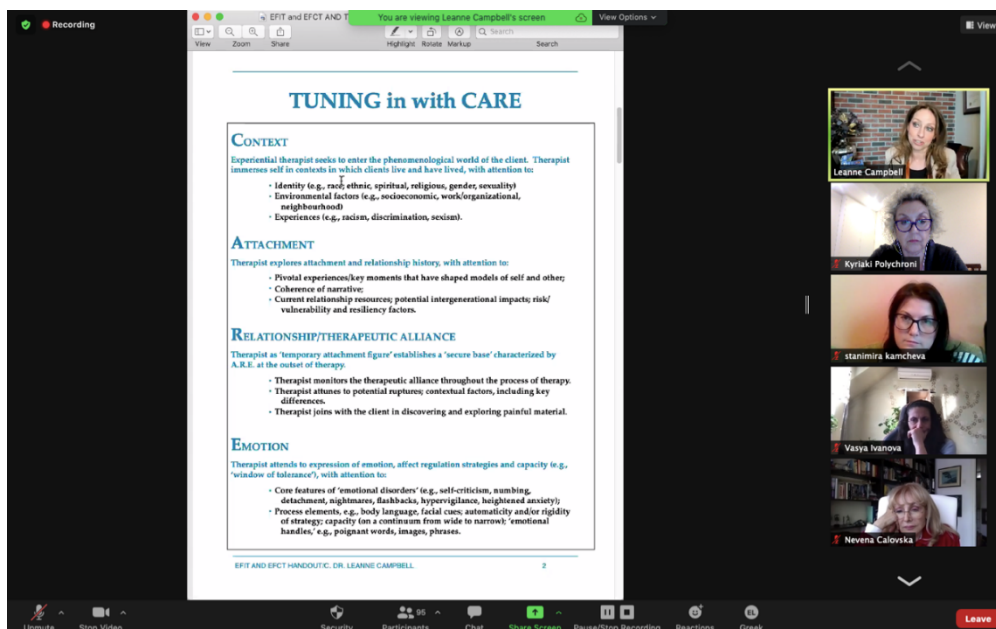 Recording
EFIT and EFCT AND T
You are viewing Leanne Campbell's screen
View Options
View
View
Zoom
Share
Highlight
Rotate
Markup
Search
Search
TUNING in with CARE
CONTEXT
Experiential therapist seeks to enter the phenomenological world of the client. Therapist
immerses self in contexts in which clients live and have lived, with attention to:
• Identity (e.g., race, ethnic, spiritual, religious, gender, sexuality)
• Environmental factors (e.g., socioeconomic, work/organizational,
neighbourhood)
• Experiences (e.g., racism, discrimination, sexism).
ATTACHMENT
Therapist explores attachment and relationship history, with attention to:
• Pivotal experiences/key moments that have shaped models of self and other;
• Coherence of narrative;
• Current relationship resources; potential intergenerational impacts; risk/
vulnerability and resiliency factors.
RELATIONSHIP/THERAPEUTIC ALLIANCE
Therapist as 'temporary attachment figure' establishes a 'secure base' characterized by
A.R.E. at the outset of therapy.
• Therapist monitors the therapeutic alliance throughout the process of therapy.
• Therapist attunes to potential ruptures; contextual factors, including key
differences.
• Therapist joins with the client in discovering and exploring painful material.
EMOTION
Therapist attends to expression of emotion, affect regulation strategies and capacity (e.g.,
'window of tolerance'), with attention to:
• Core features of 'emotional disorders' (e.g., self-criticism, numbing,
detachment, nightmares, flashbacks, hypervigilance, heightened anxiety);
• Process elements, e.g., body language, facial cues; automaticity and/or rigidity
of strategy; capacity (on a continuum from wide to narrow); 'emotional
handles,' e.g., poignant words, images, phrases.
EFIT AND EFCT HANDOUT/C. DR. LEANNE CAMPBELL 2
Leanne Campbell
Kyriaki Polychroni
stanimira kamcheva
Vasya Ivanova
Nevena Calovska
Unmute
Stop Video
Security
95
Participants
Chat
Share Screen
Pause/Stop Recording
Reactions
EL
Greek
Leave